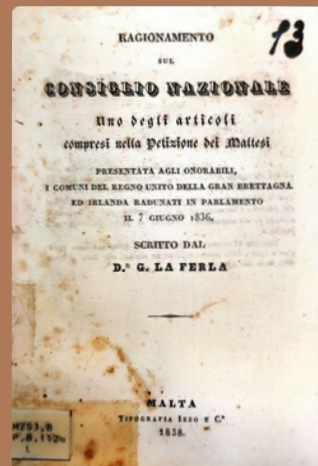 13
RAGIONAMENTO
SUL
CONSIGLIO NAZIONALE
Uno degli articoli
compresi nella Petizione dei Maltesi
PRESENTATA AGLI ONORABILI,
I COMUNI DEL REGNO UNITO DELLA GRAN BRETTAGNA
ED IRLANDA RADUNATI IN PARLAMENTO
IL 7 GIUGNO 1836,
SCRITTO DAL
D.R G. LA FERLA
MALTA
TIPOGRAFIA IZZO E C.O
1838.